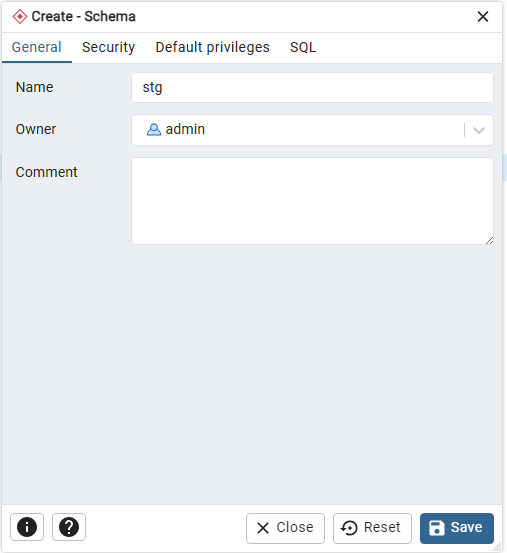 Create - Schema
General Security Default privileges SQL
Name stg
Owner admin
Comment
Close Reset Save